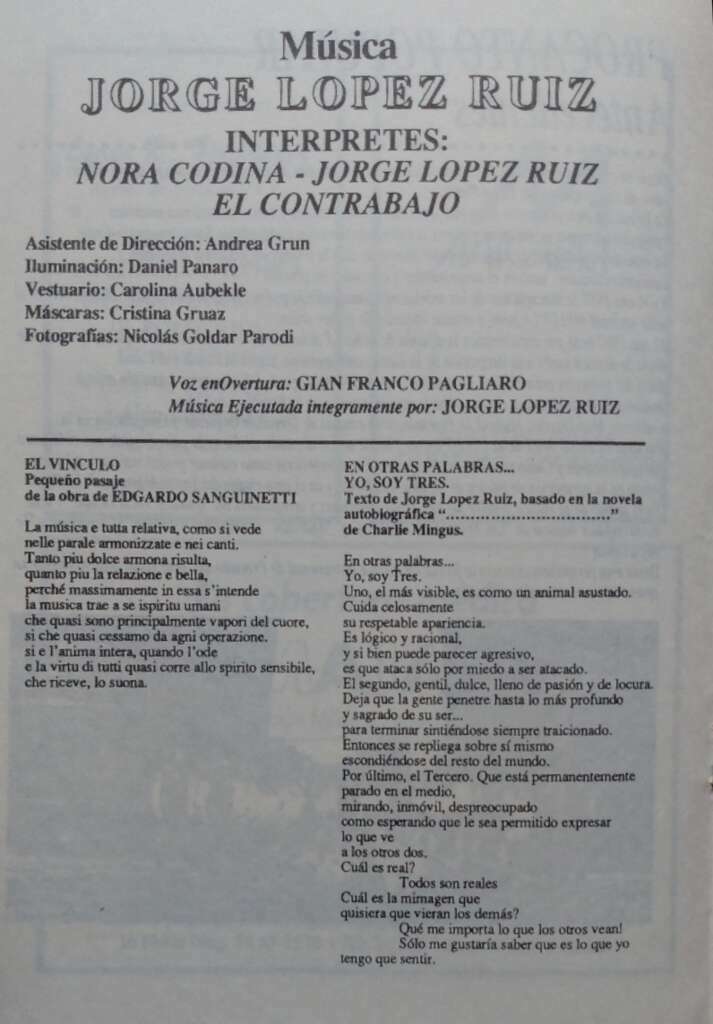 Música
JORGE LOPEZ RUIZ
INTERPRETES:
NORA CODINA - JORGE LOPEZ RUIZ
EL CONTRABAJO
Asistente de Dirección: Andrea Grun
Iluminación: Daniel Panaro
Vestuario: Carolina Aubekle
Máscaras: Cristina Gruaz
Fotografías: Nicolás Goldar Parodi
Voz enOvertura: GIAN FRANCO PAGLIARO
Música Ejecutada integramente por: JORGE LOPEZ RUIZ
EL VINCULO
Pequeño pasaje
de la obra de EDGARDO SANGUINETTI
La música e tutta relativa, como si vede
nelle parale armonizzate e nei canti.
Tanto piu dolce armona risulta,
quanto piu la relazione e bella,
perché massimamente in essa s'intende
la musica trae a se ispiritu umani
che quasi sono principalmente vapori del cuore,
si che quasi cessamo da agni operazione.
si e l'anima intera, quando l'ode
e la virtu di tutti quasi corre allo spirito sensibile,
che riceve, lo suona.
EN OTRAS PALABRAS...
YO, SOY TRES.
Texto de Jorge Lopez Ruiz, basado en la novela
autobiográfica "................................."
de Charlie Mingus.
En otras palabras...
Yo, soy Tres.
Uno, el más visible, es como un animal asustado.
Cuida celosamente
su respetable apariencia.
Es lógico y racional,
y si bien puede parecer agresivo,
es que ataca sólo por miedo a ser atacado.
El segundo, gentil, dulce, lleno de pasión y de locura.
Deja que la gente penetre hasta lo más profundo
y sagrado de su ser...
para terminar sintiéndose siempre traicionado.
Entonces se repliega sobre sí mismo
escondiéndose del resto del mundo.
Por último, el Tercero. Que está permanentemente
parado en el medio,
mirando, inmóvil, despreocupado
como esperando que le sea permitido expresar
lo que ve
a los otros dos.
Cuál es real?
Todos son reales
Cuál es la mimagen que
quisiera que vieran los demás?
Qué me importa lo que los otros vean!
Sólo me gustaría saber que es lo que yo
tengo que sentir.